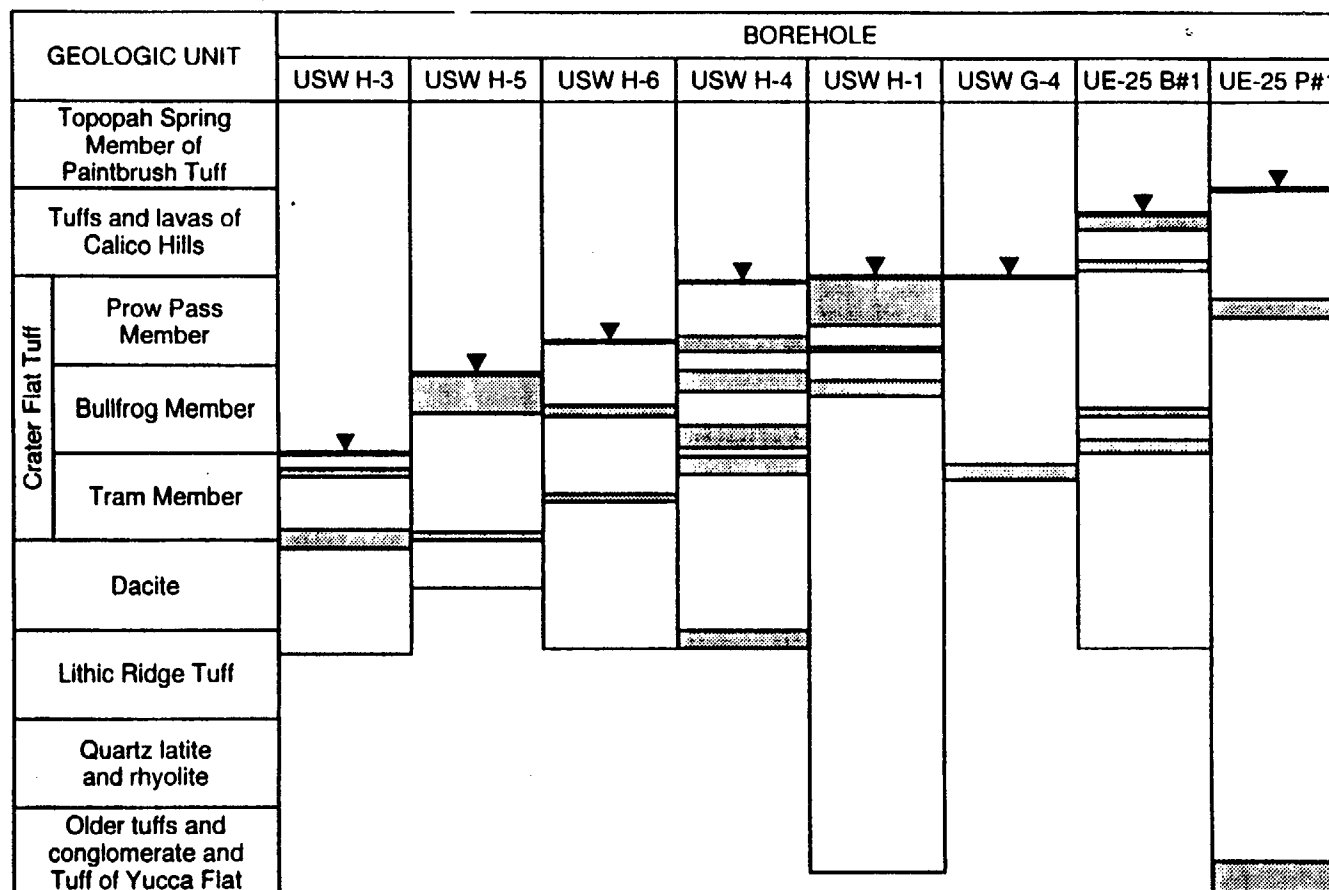 GEOLOGIC UNIT
BOREHOLE
USW H-3
USW H-5
USW H-6
USW H-4
USW H-1
USW G-4
UE-25 B#1
UE-25 P#1
Topopah Spring
Member of
Paintbrush Tuff
Tuffs and lavas of
Calico Hills
Crater Flat Tuff
Prow Pass
Member
Bullfrog Member
Tram Member
Dacite
Lithic Ridge Tuff
Quartz latite
and rhyolite
Older tuffs and
conglomerate and
Tuff of Yucca Flat